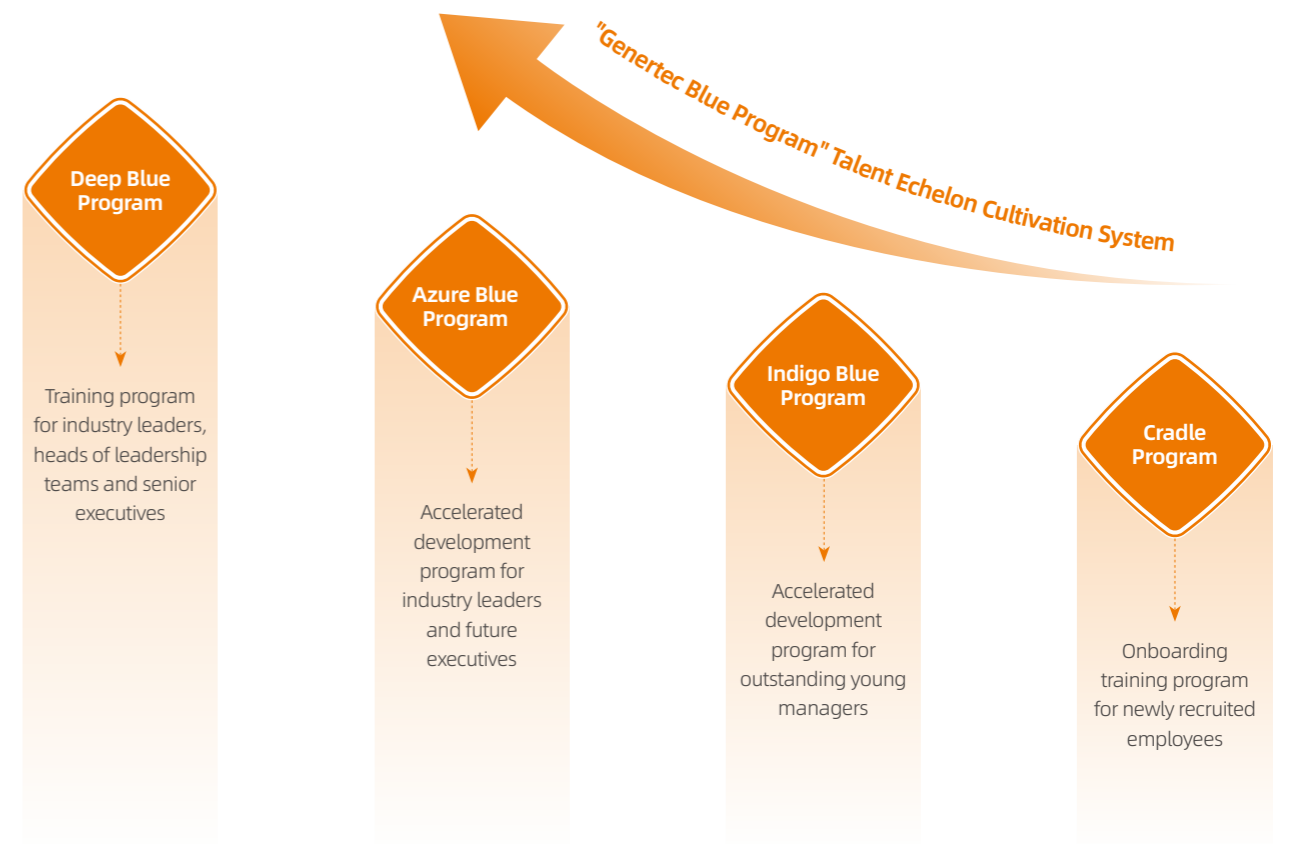 "Genertec Blue Program" Talent Echelon Cultivation System
Deep Blue
Program
Training program
for industry leaders,
heads of leadership
teams and senior
executives
Azure Blue
Program
Accelerated
development
program for
industry leaders
and future
executives
Indigo Blue
Program
Accelerated
development
program for
outstanding young
managers
Cradle
Program
Onboarding
training program
for newly recruited
employees